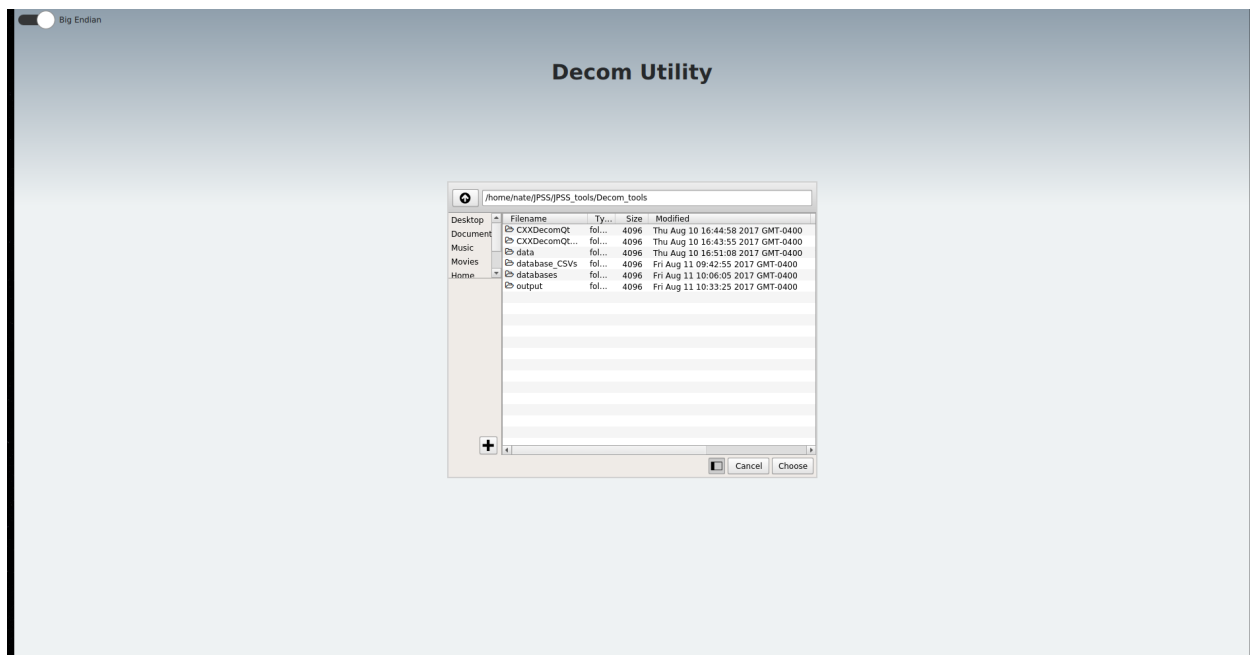 Big Endian
Decom Utility
/home/nate/JPSS/JPSS_tools/Decom_tools
Desktop
Document
Music
Movies
Home
Filename Ty... Size Modified
CXXDecomQt fol... 4096 Thu Aug 10 16:44:58 2017 GMT-0400
CXXDecomQt... fol... 4096 Thu Aug 10 16:43:55 2017 GMT-0400
data fol... 4096 Thu Aug 10 16:51:08 2017 GMT-0400
database_CSVs fol... 4096 Fri Aug 11 09:42:55 2017 GMT-0400
databases fol... 4096 Fri Aug 11 10:06:05 2017 GMT-0400
output fol... 4096 Fri Aug 11 10:33:25 2017 GMT-0400
Cancel Choose